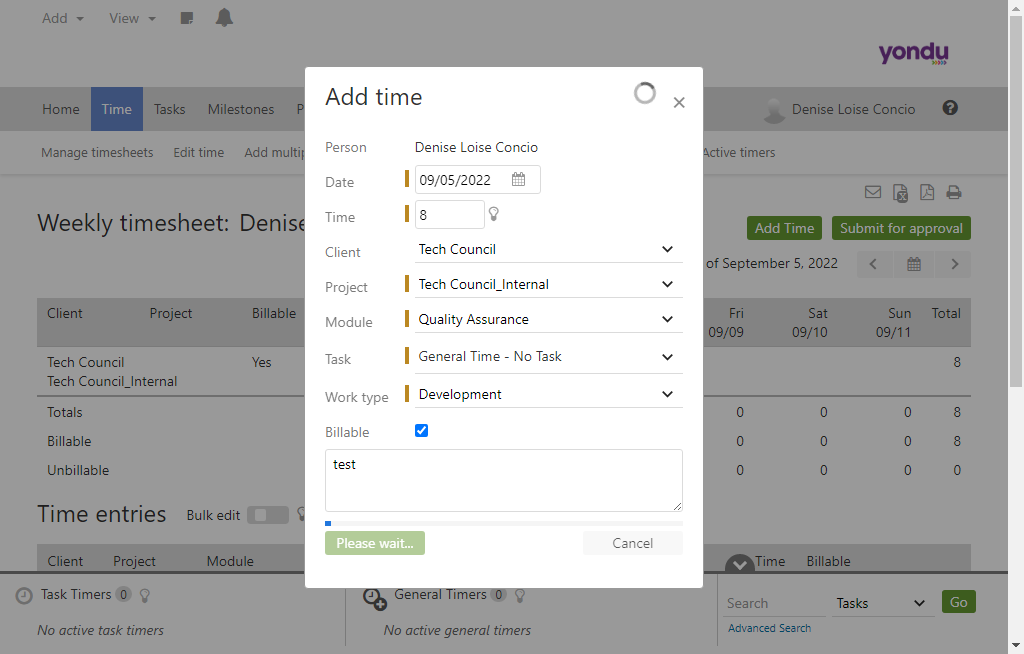 Add View
yondu
Home Time Tasks Milestones P Denise Loise Concio
Manage timesheets Edit time Add multip Active timers
Add time
Person Denise Loise Concio
Date 09/05/2022
Time 8
Client Tech Council
Project Tech Council_Internal
Module Quality Assurance
Task General Time - No Task
Work type Development
Billable
test
Please wait... Cancel
Weekly timesheet: Denise
Add Time Submit for approval
of September 5, 2022
Client Project Billable Fri Sat Sun Total
09/09 09/10 09/11
Tech Council Yes 8
Tech Council_Internal
Totals 0 0 0 8
Billable 0 0 0 8
Unbillable 0 0 0 0
Time entries Bulk edit
Client Project Module Time Billable
Task Timers 0 General Timers 0
No active task timers No active general timers
Search Tasks Go
Advanced Search